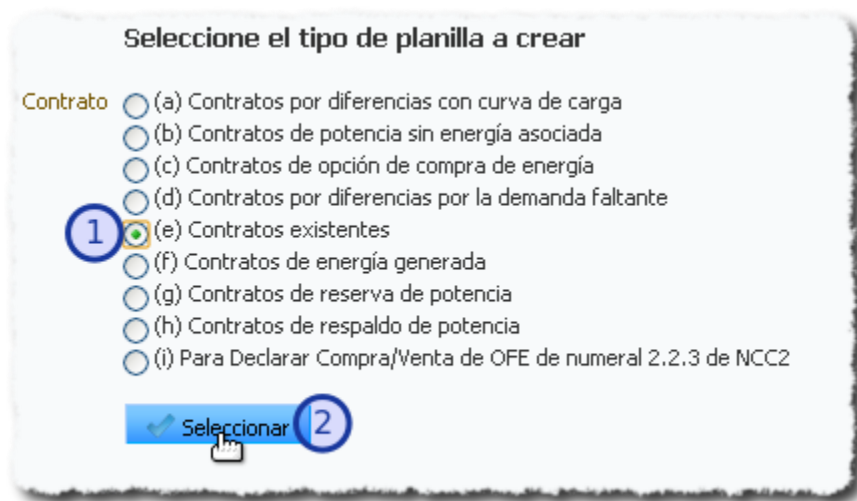 Seleccione el tipo de planilla a crear
Contrato (a) Contratos por diferencias con curva de carga
(b) Contratos de potencia sin energía asociada
(c) Contratos de opción de compra de energía
(d) Contratos por diferencias por la demanda faltante
1 (e) Contratos existentes
(f) Contratos de energía generada
(g) Contratos de reserva de potencia
(h) Contratos de respaldo de potencia
(i) Para Declarar Compra/Venta de OFE de numeral 2.2.3 de NCC2
Seleccionar 2